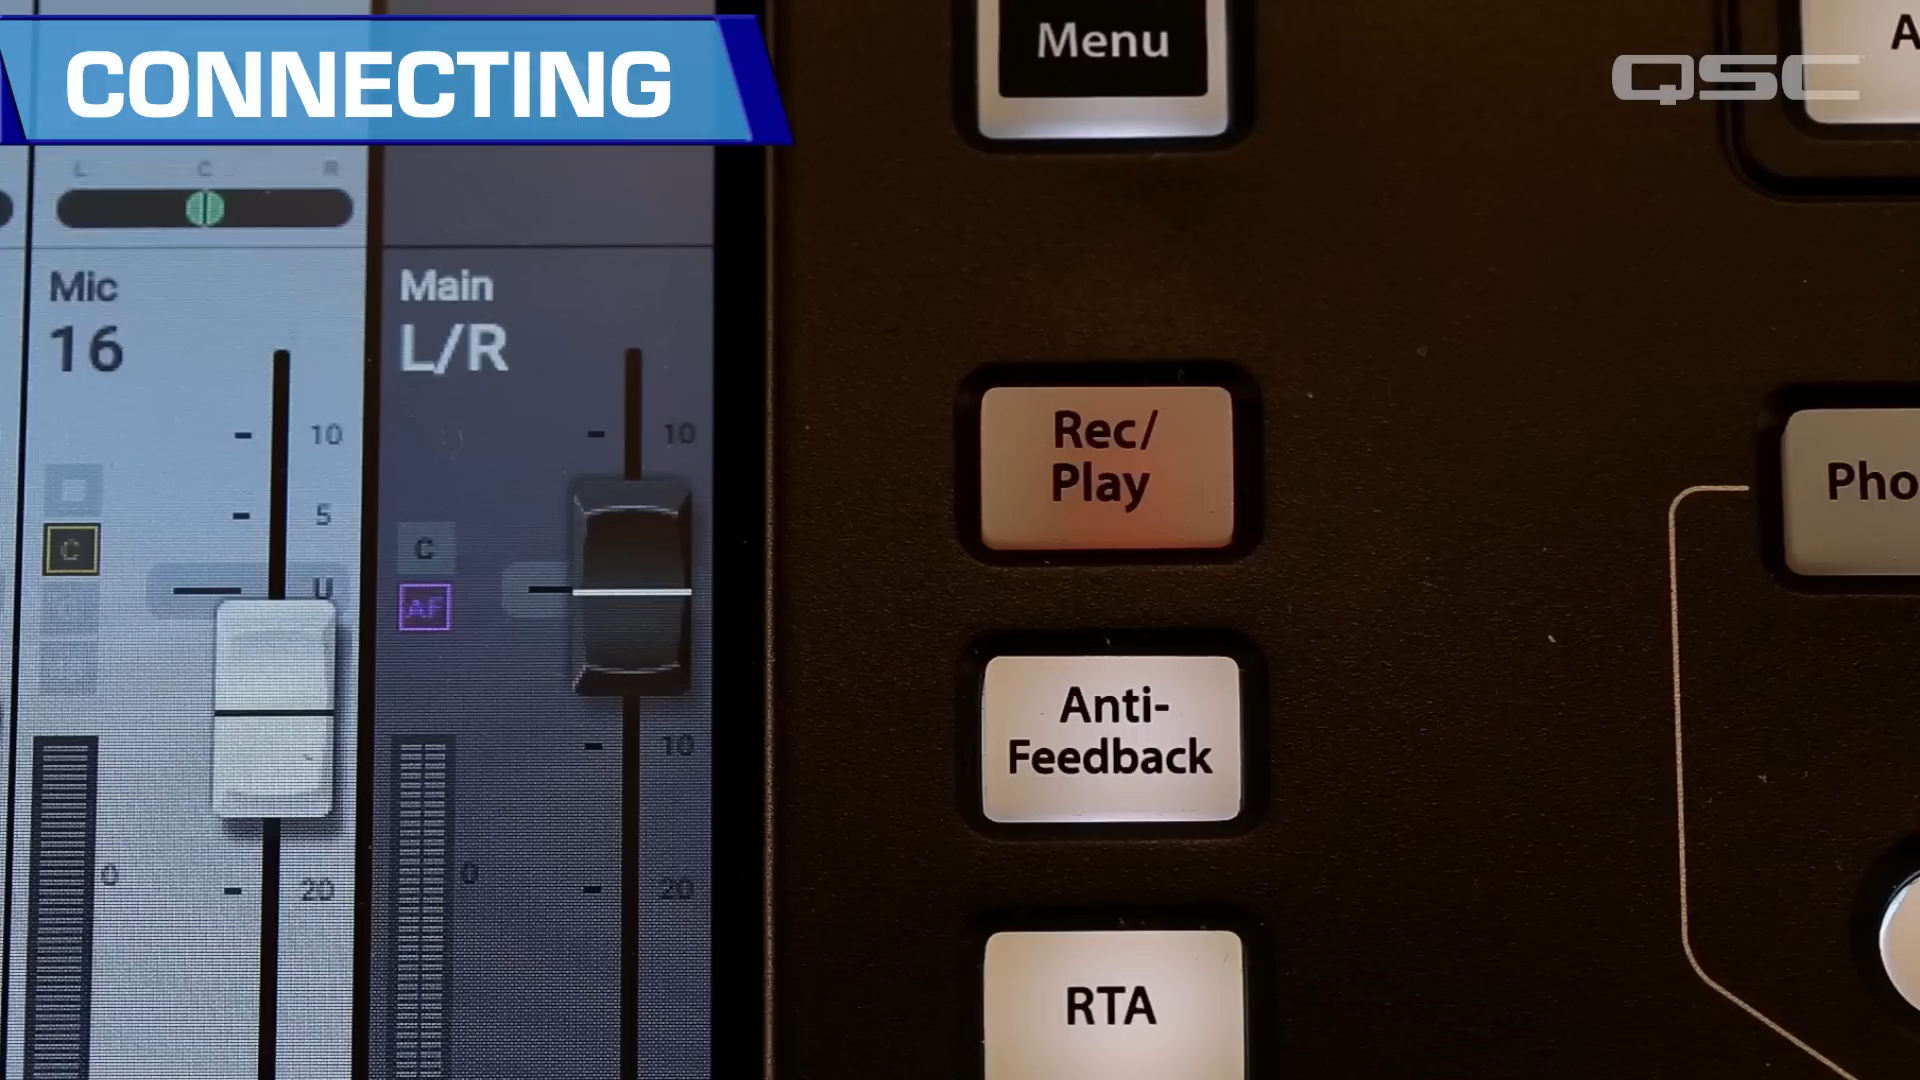 CONNECTING
QSC
Menu
L C R
Mic
16
10
5
U
C
0
20
Main
L/R
10
C
AF
10
0
20
Rec/
Play
Anti-
Feedback
RTA
A
Pho